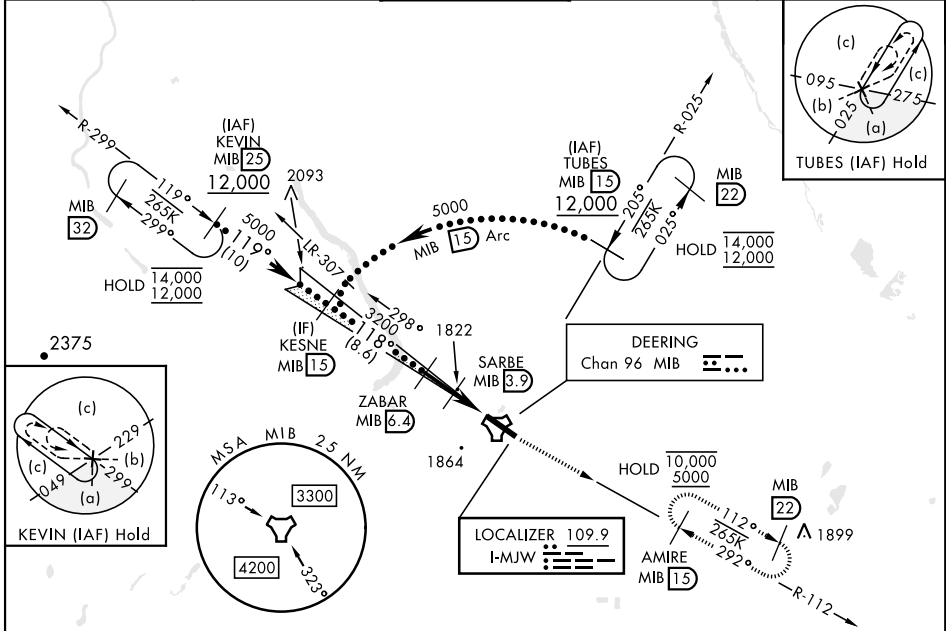 R-299
(IAF)
KEVIN
MIB 25
12,000
MIB
32
119°
265K
299°
HOLD 14,000
12,000
5000
119°
(10)
2093
LR-307
5000
MIB 15 Arc
(IAF)
TUBES
MIB 15
12,000
R-025
205°
265K
025°
MIB
22
HOLD 14,000
12,000
(c)
(c)
095
275
(b)
025
(a)
TUBES (IAF) Hold
298°
3200
118°
(8.6)
(IF)
KESNE
MIB 15
1822
SARBE
MIB 3.9
ZABAR
MIB 6.4
DEERING
Chan 96 MIB
2375
(c)
229
(c)
(b)
049
299
(a)
KEVIN (IAF) Hold
MSA MIB 25 NM
113°
3300
4200
323°
1864
LOCALIZER 109.9
I-MJW
HOLD 10,000
5000
MIB
22
112°
265K
292°
1899
AMIRE
MIB 15
R-112